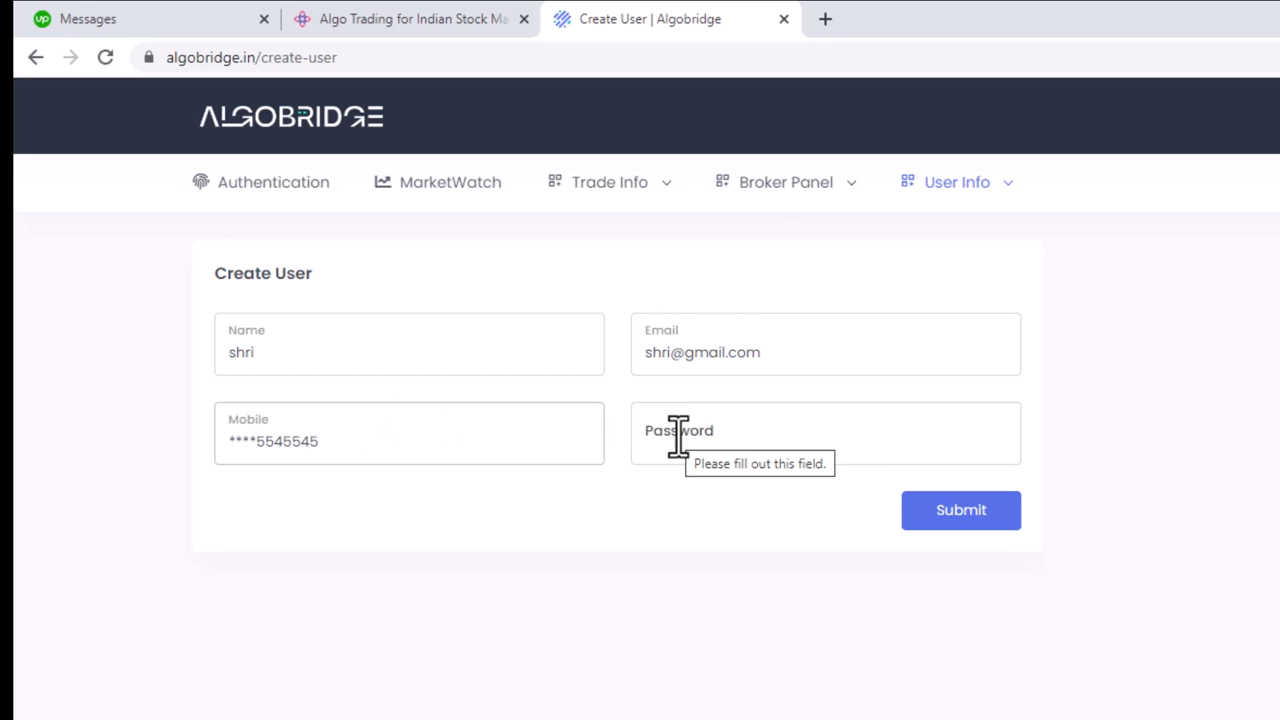 Messages
Algo Trading for Indian Stock Ma
Create User | Algobridge
algobridge.in/create-user
ALGOBRIDGE
Authentication
MarketWatch
Trade Info
Broker Panel
User Info
Create User
Name
shri
Email
shri@gmail.com
Mobile
****5545545
Password
Please fill out this field.
Submit